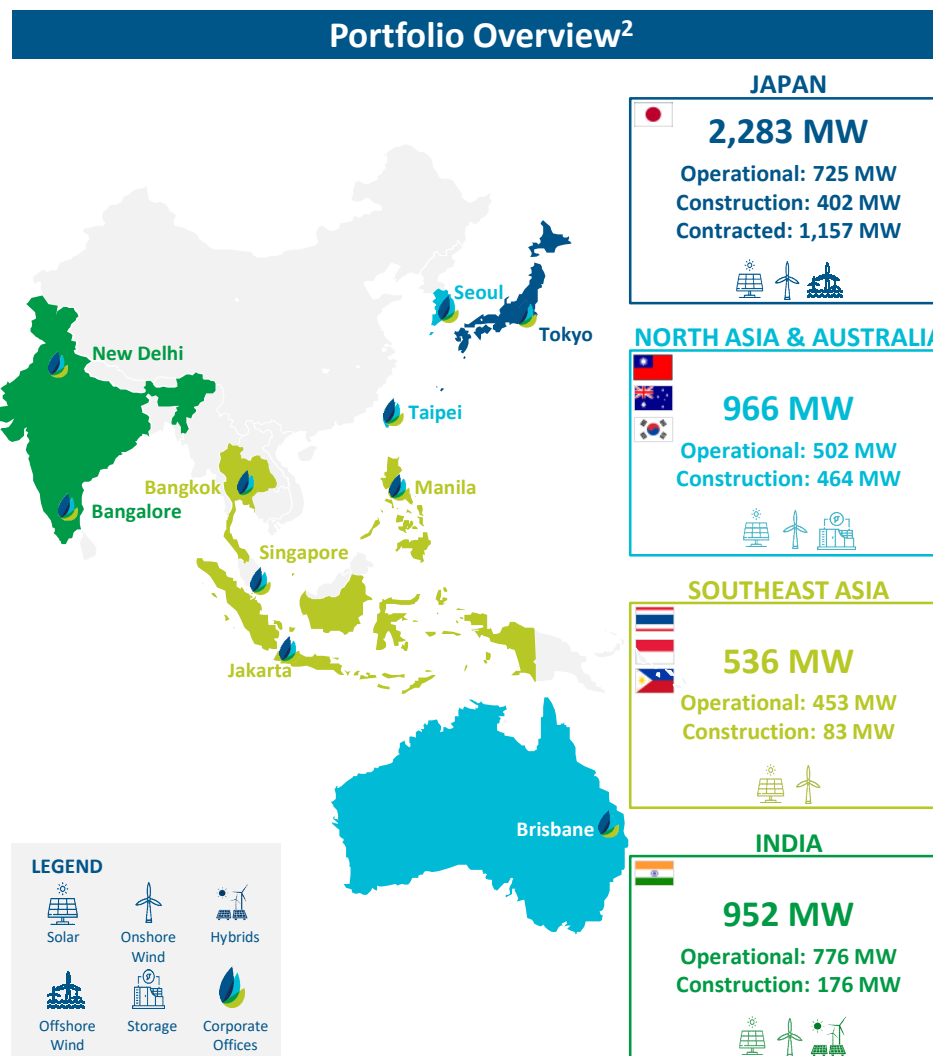 Portfolio Overview2
JAPAN
2,283 MW
Operational: 725 MW
Construction: 402 MW
Contracted: 1,157 MW
Seoul
Tokyo
New Delhi
Taipei
Bangkok
Manila
Bangalore
Singapore
Jakarta
Brisbane
NORTH ASIA & AUSTRALIA
966 MW
Operational: 502 MW
Construction: 464 MW
SOUTHEAST ASIA
536 MW
Operational: 453 MW
Construction: 83 MW
INDIA
952 MW
Operational: 776 MW
Construction: 176 MW
LEGEND
Solar
Onshore
Wind
Hybrids
Offshore
Wind
Storage
Corporate
Offices